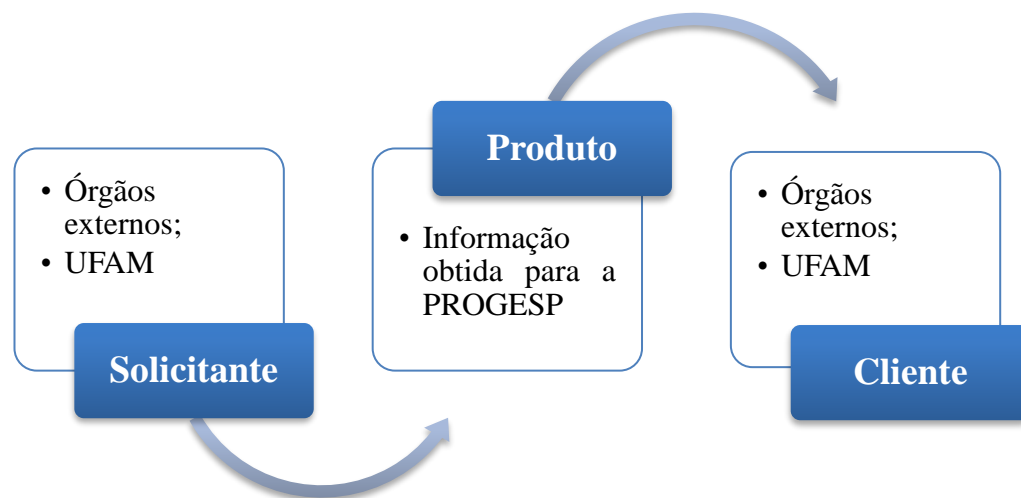 • Órgãos
externos;
• UFAM
Solicitante
Produto
• Informação
obtida para a
PROGESP
• Órgãos
externos;
• UFAM
Cliente